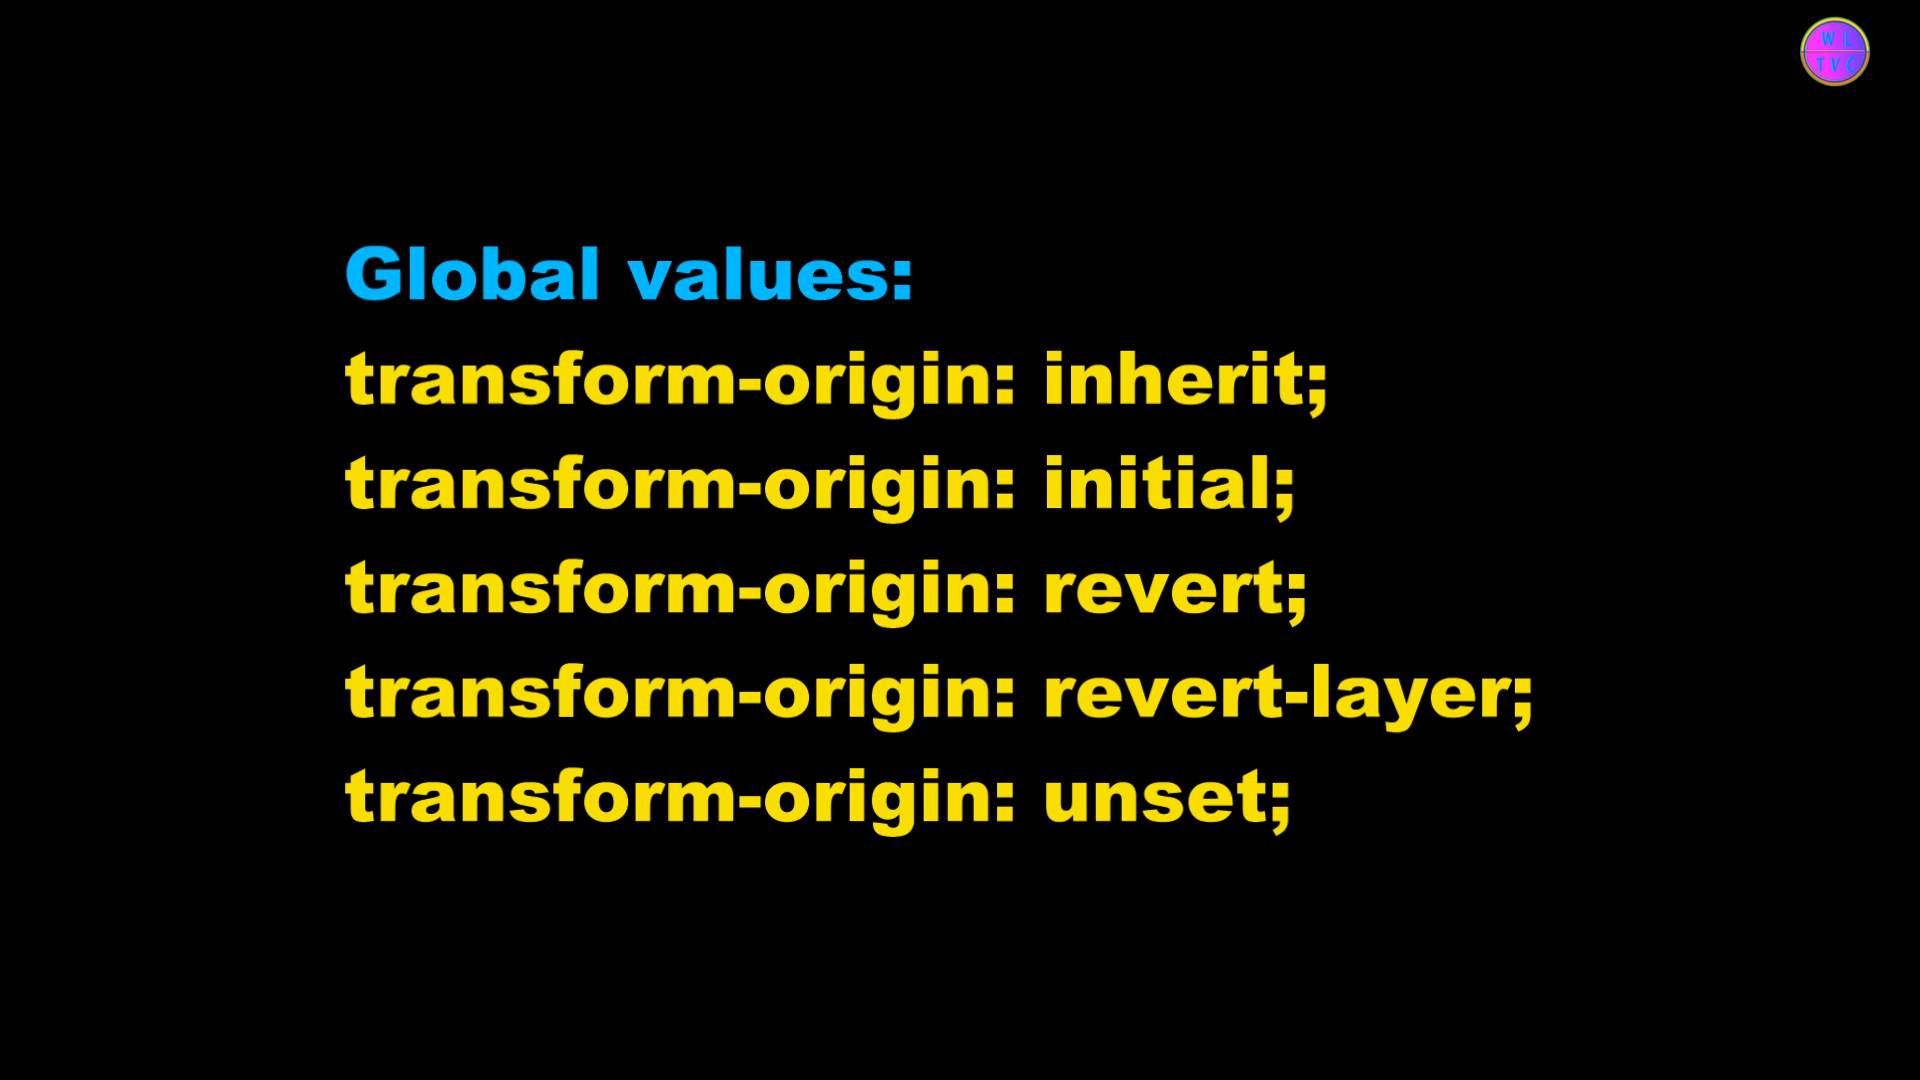 W L
T V C
Global values:
transform-origin: inherit;
transform-origin: initial;
transform-origin: revert;
transform-origin: revert-layer;
transform-origin: unset;